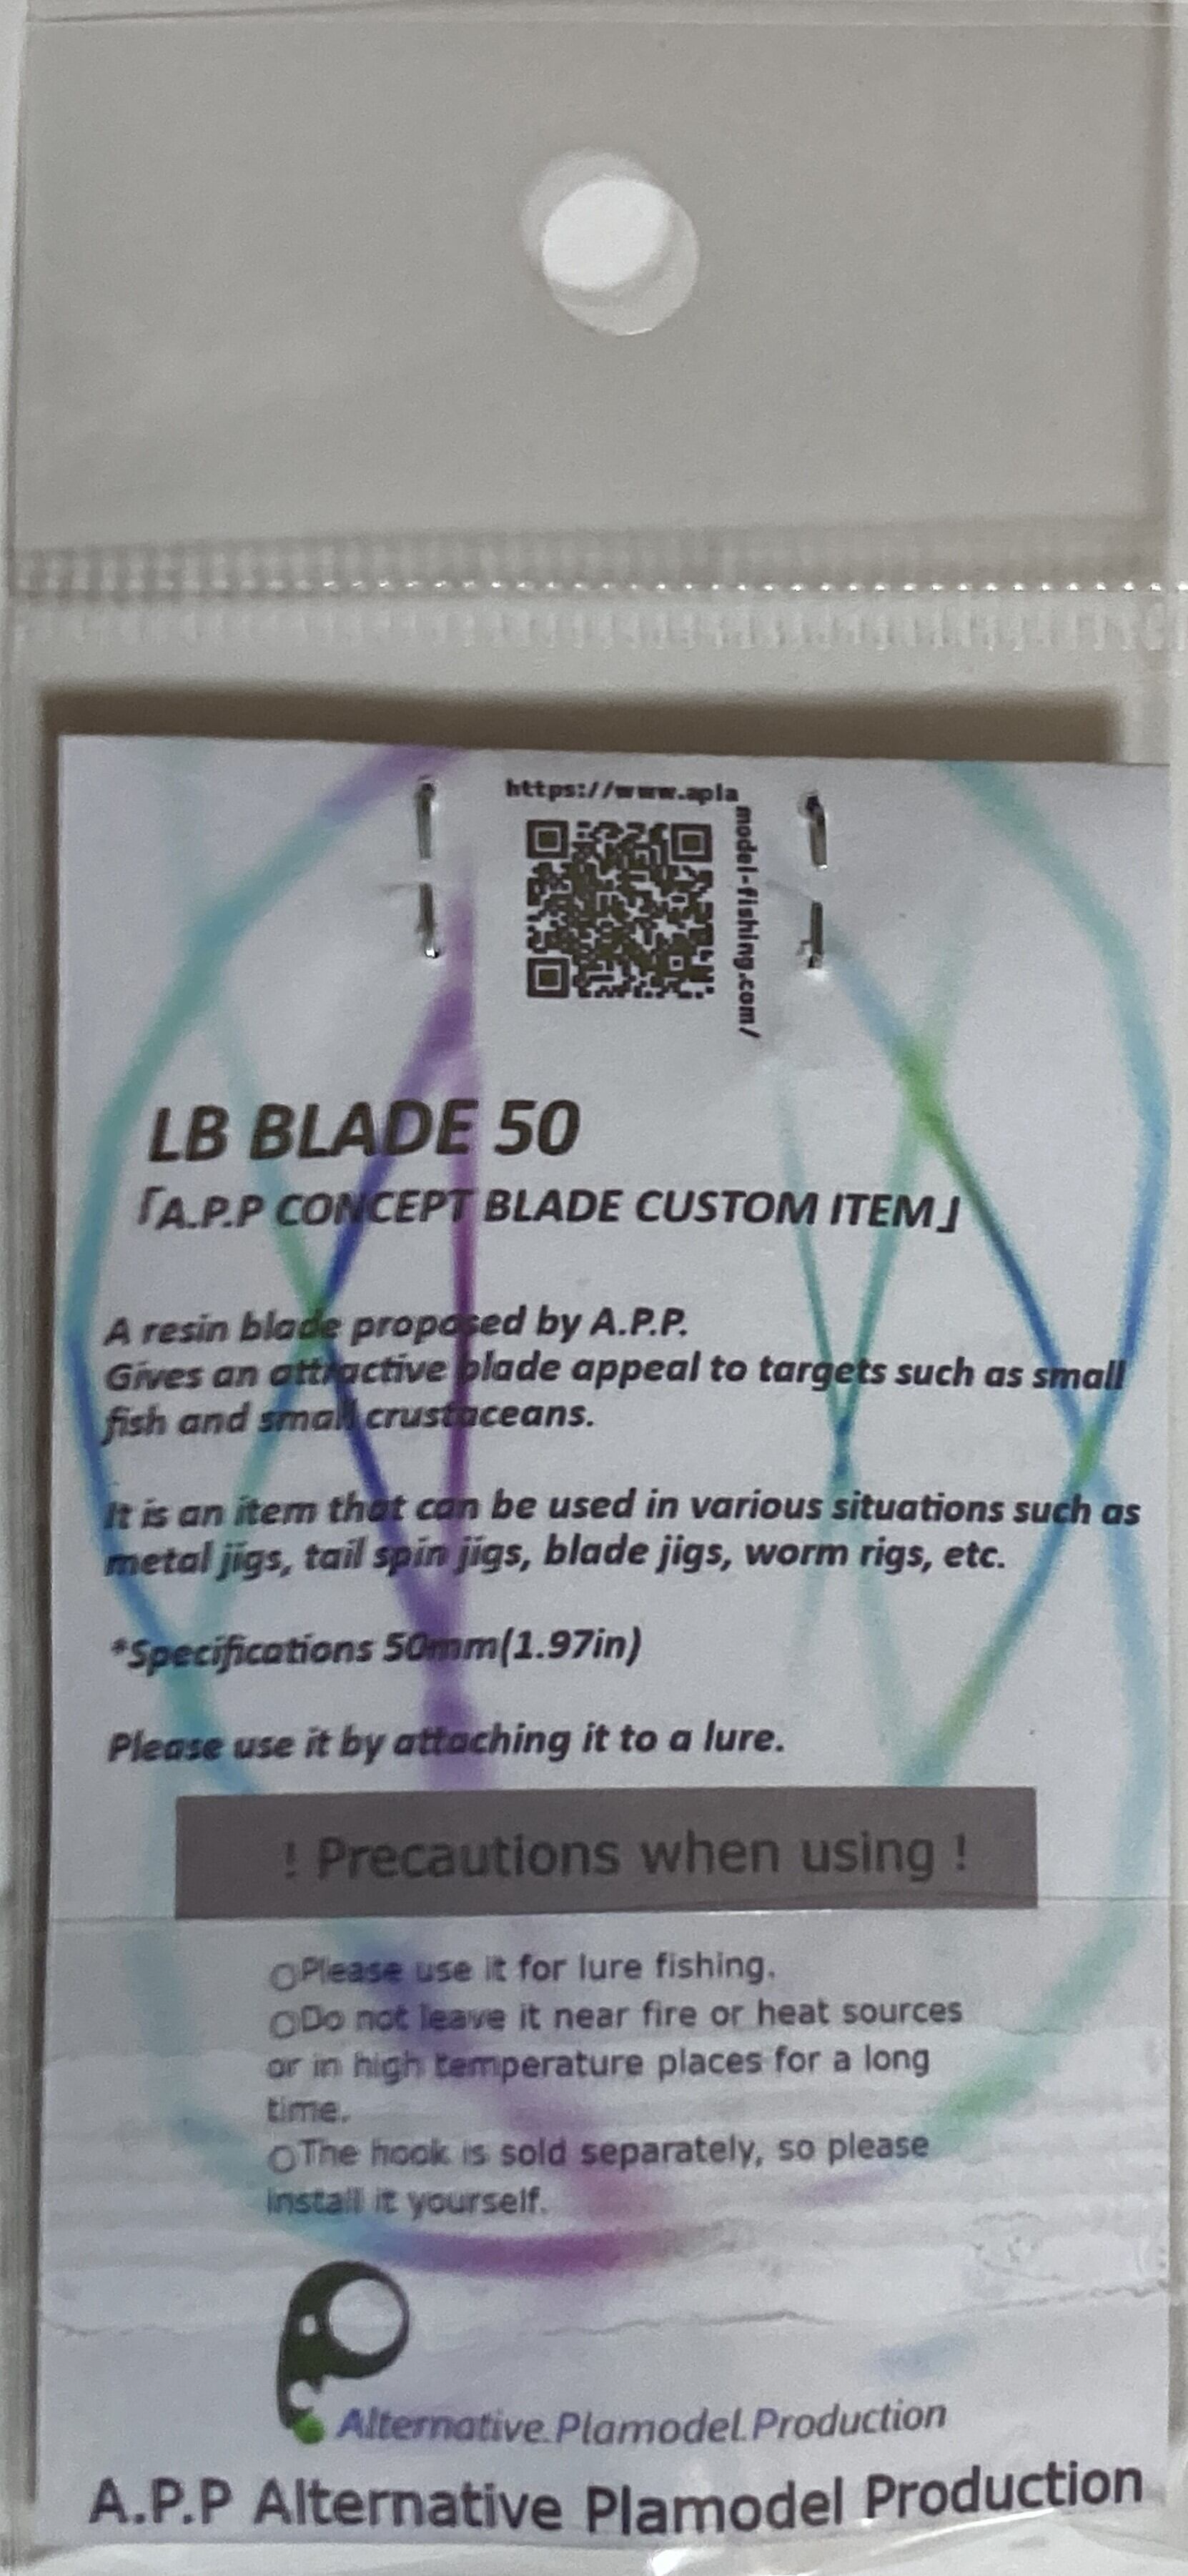 https://www.apla
model-fishing.com/
LB BLADE 50
「A.P.P CONCEPT BLADE CUSTOM ITEM」
A resin blade proposed by A.P.P.
Gives an attractive blade appeal to targets such as small
fish and small crustaceans.
It is an item that can be used in various situations such as
metal jigs, tail spin jigs, blade jigs, worm rigs, etc.
*Specifications 50mm(1.97in)
Please use it by attaching it to a lure.
! Precautions when using !
○Please use it for lure fishing.
○Do not leave it near fire or heat sources
or in high temperature places for a long
time.
○The hook is sold separately, so please
install it yourself.
Alternative.Plamodel.Production
A.P.P Alternative Plamodel Production